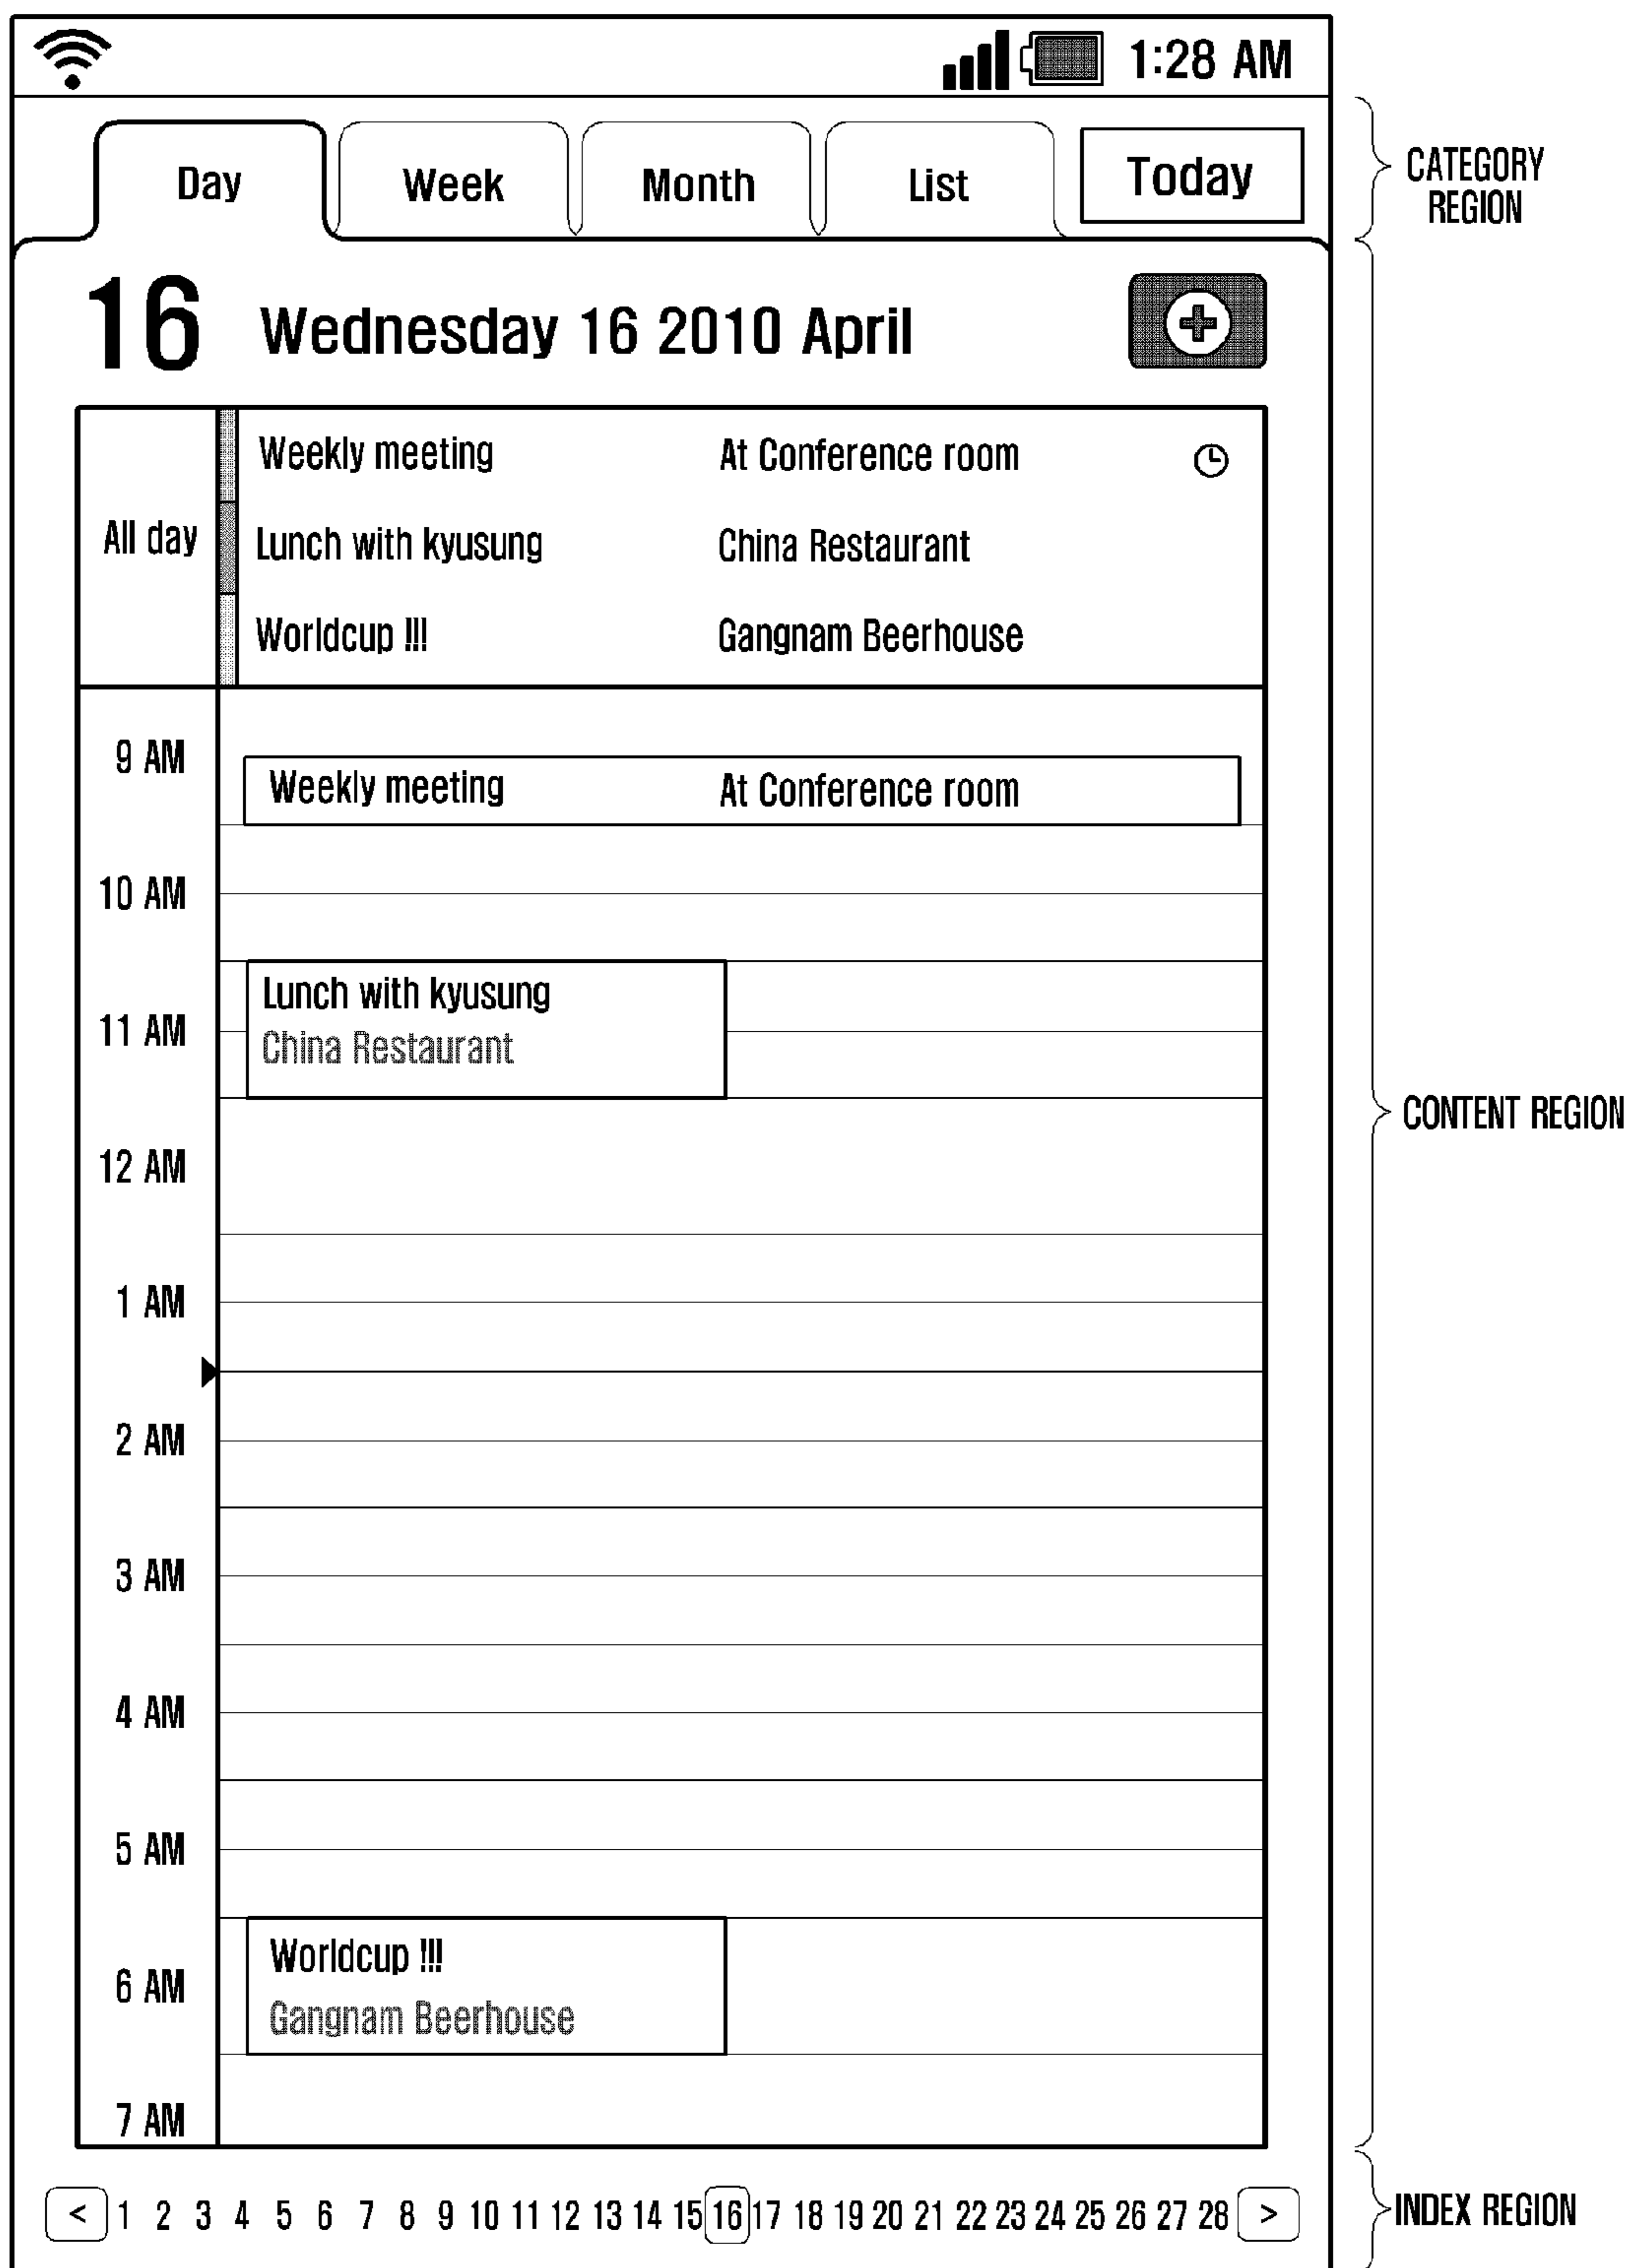 1:28 AM
Day Week Month List Today
CATEGORY
REGION
16 Wednesday 16 2010 April
All day
Weekly meeting At Conference room
Lunch with kyusung China Restaurant
Worldcup !!! Gangnam Beerhouse
9 AM
Weekly meeting At Conference room
10 AM
Lunch with kyusung
11 AM
China Restaurant
CONTENT REGION
12 AM
1 AM
2 AM
3 AM
4 AM
5 AM
Worldcup !!!
6 AM
Gangnam Beerhouse
7 AM
< 1 2 3 4 5 6 7 8 9 10 11 12 13 14 15 16 17 18 19 20 21 22 23 24 25 26 27 28 >
INDEX REGION